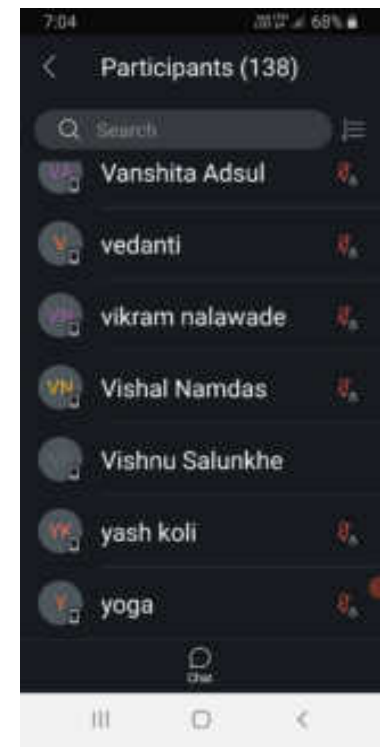 7:04 68%
Participants (138)
Search
Vanshita Adsul
V vedanti
vikram nalawade
VN Vishal Namdas
Vishnu Salunkhe
YK yash koli
Y yoga
Chat